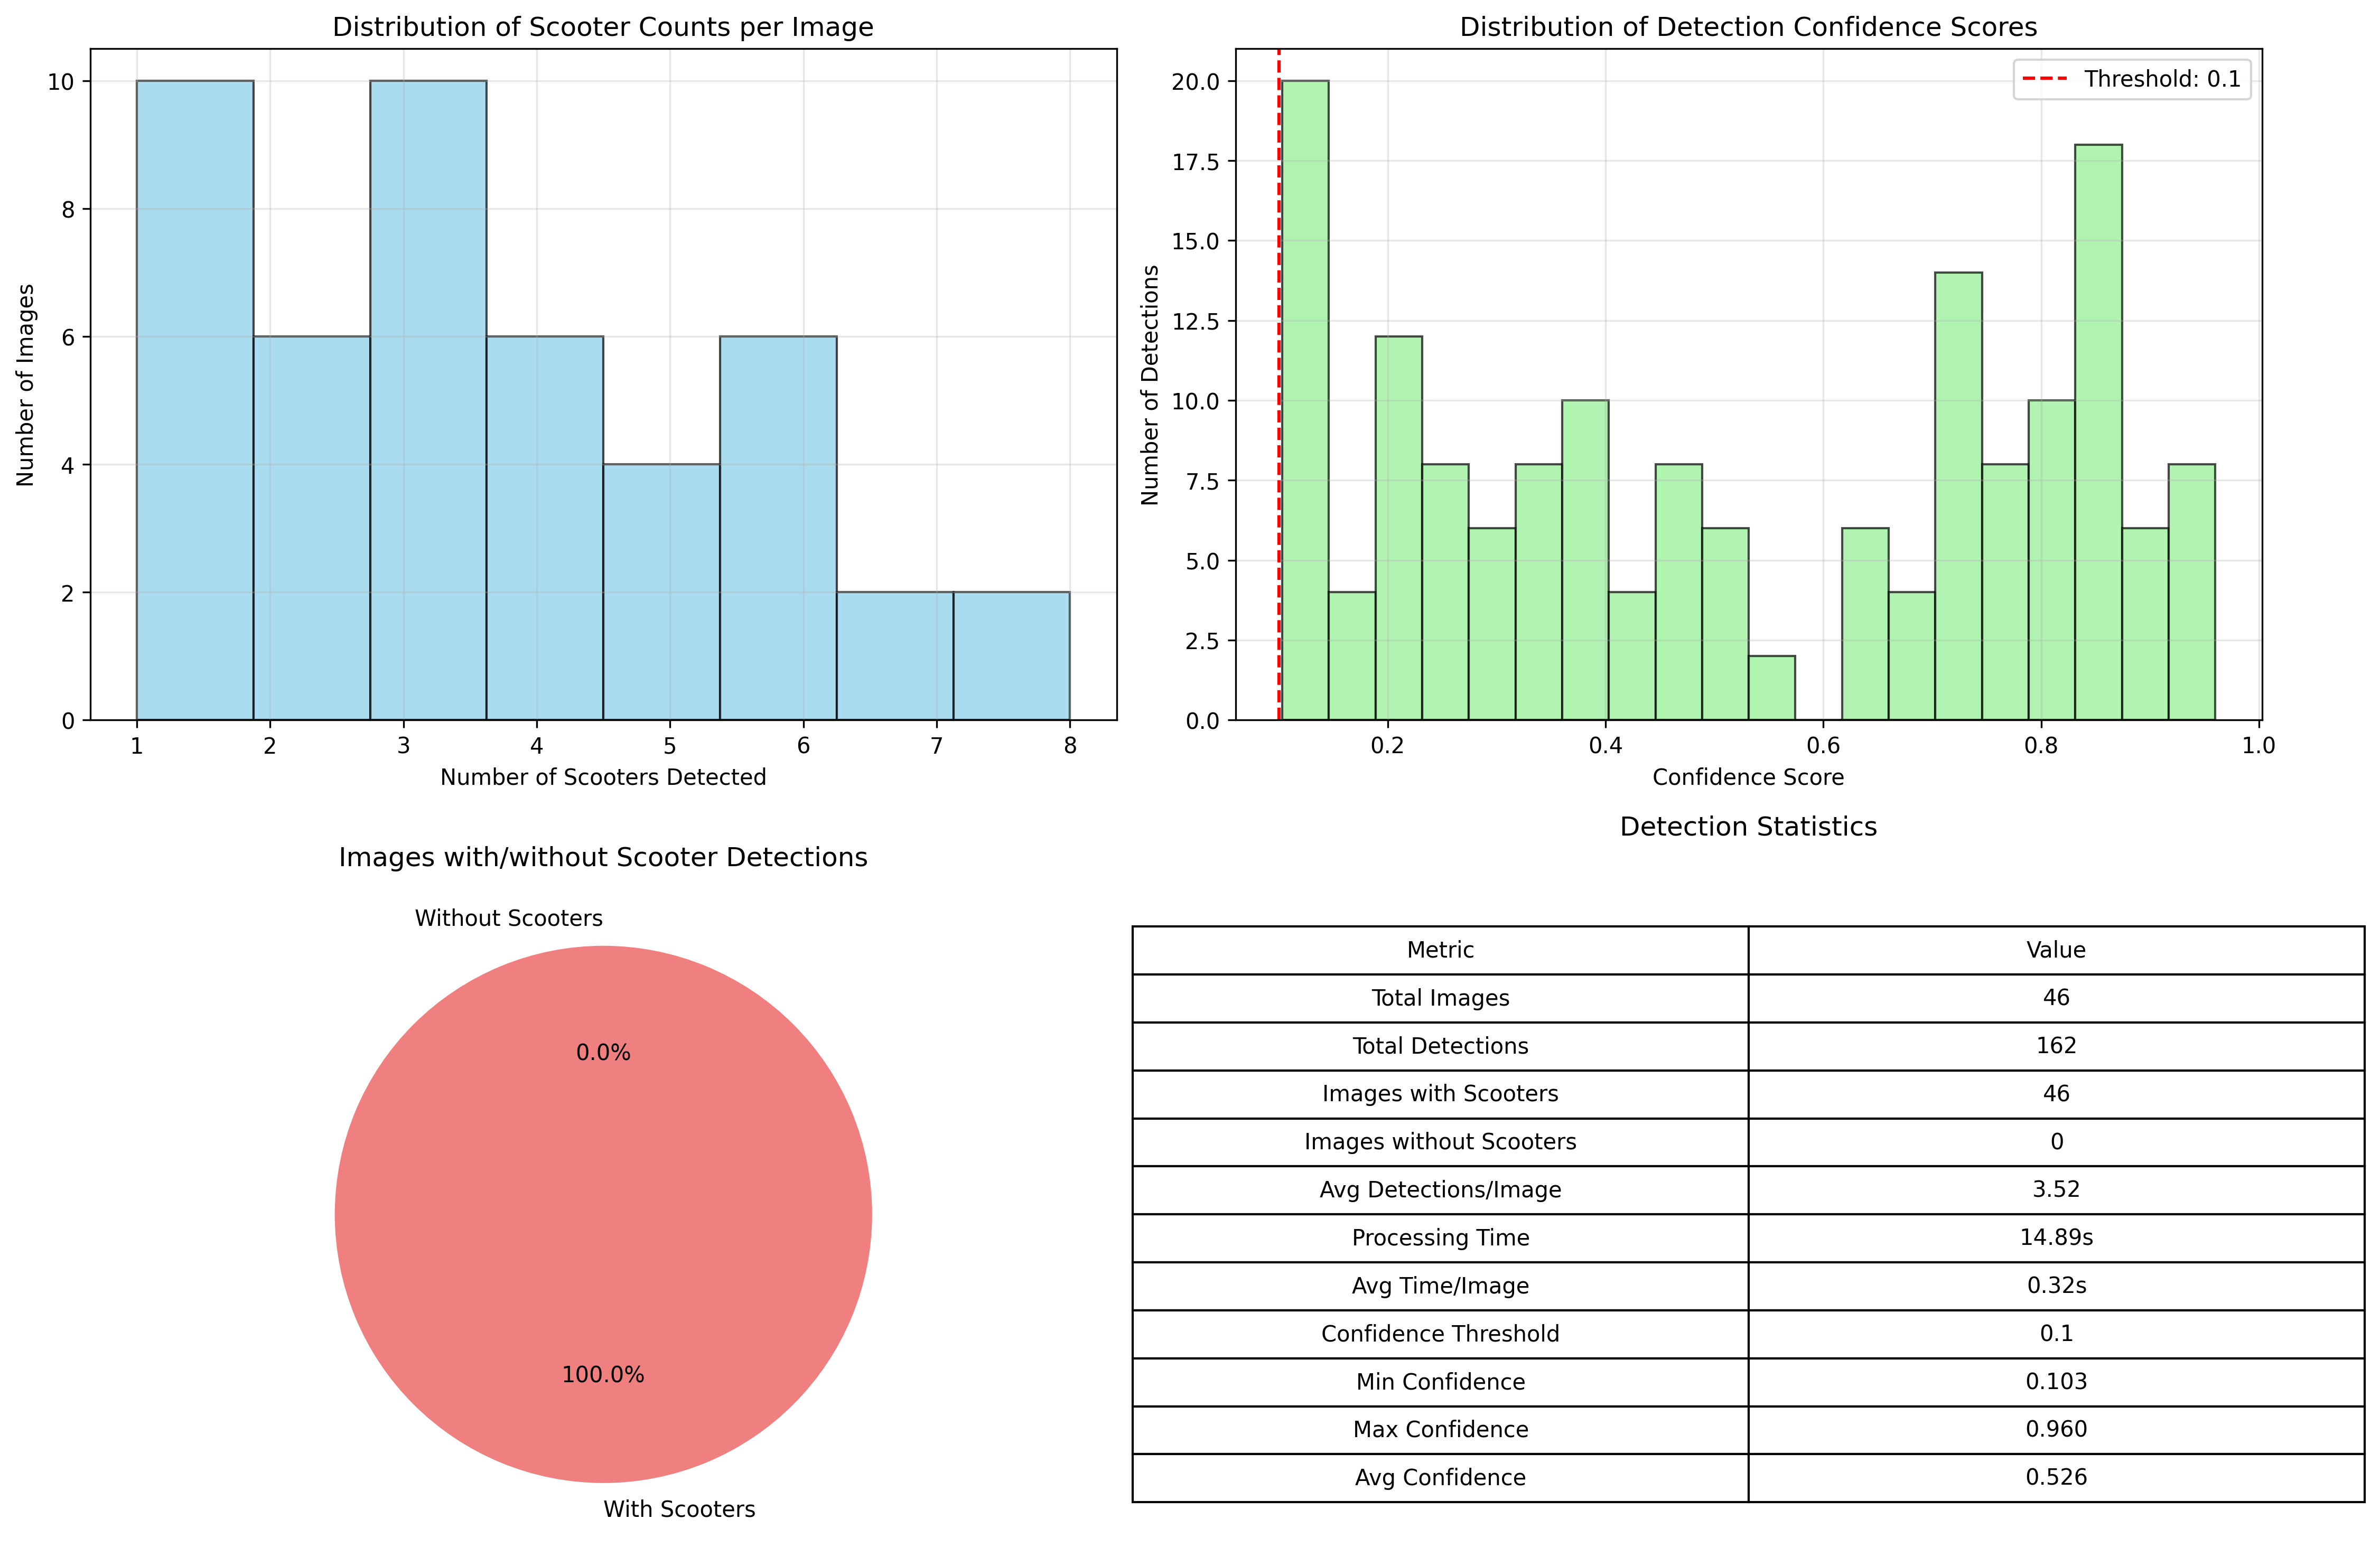 Distribution of Scooter Counts per Image
10
8
6
4
2
0
Number of Images
1 2 3 4 5 6 7 8
Number of Scooters Detected
Distribution of Detection Confidence Scores
Threshold: 0.1
20.0
17.5
15.0
12.5
10.0
7.5
5.0
2.5
0.0
Number of Detections
0.2 0.4 0.6 0.8 1.0
Confidence Score
Images with/without Scooter Detections
Without Scooters
0.0%
100.0%
With Scooters
Detection Statistics
Metric Value
Total Images 46
Total Detections 162
Images with Scooters 46
Images without Scooters 0
Avg Detections/Image 3.52
Processing Time 14.89s
Avg Time/Image 0.32s
Confidence Threshold 0.1
Min Confidence 0.103
Max Confidence 0.960
Avg Confidence 0.526